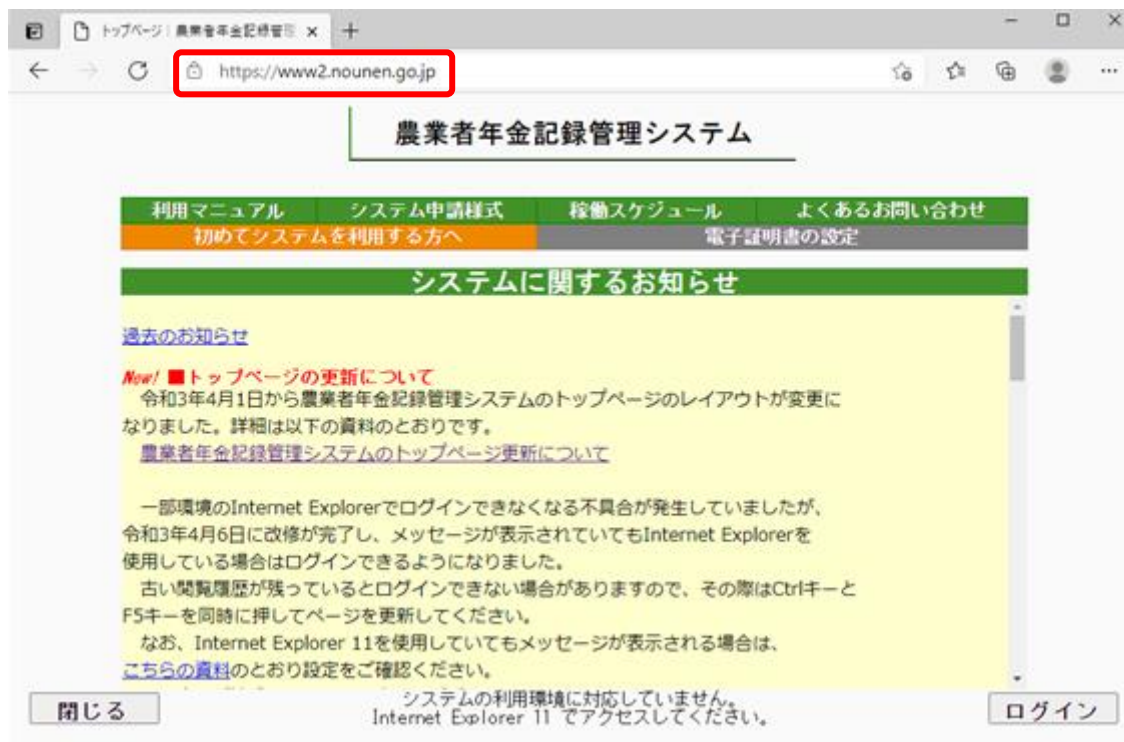 トップページ | 農業者年金記録管理
https://www2.nounen.go.jp
農業者年金記録管理システム
利用マニュアル システム申請様式 稼働スケジュール よくあるお問い合わせ
初めてシステムを利用する方へ 電子証明書の設定
システムに関するお知らせ
過去のお知らせ
New! ■トップページの更新について
令和3年4月1日から農業者年金記録管理システムのトップページのレイアウトが変更に
なりました。詳細は以下の資料のとおりです。
農業者年金記録管理システムのトップページ更新について
一部環境のInternet Explorerでログインできなくなる不具合が発生していましたが、
令和3年4月6日に改修が完了し、メッセージが表示されていてもInternet Explorerを
使用している場合はログインできるようになりました。
古い閲覧履歴が残っているとログインできない場合がありますので、その際はCtrlキーと
F5キーを同時に押してページを更新してください。
なお、Internet Explorer 11を使用していてもメッセージが表示される場合は、
こちらの資料のとおり設定をご確認ください。
閉じる
システムの利用環境に対応していません。
Internet Explorer 11 でアクセスしてください。
ログイン